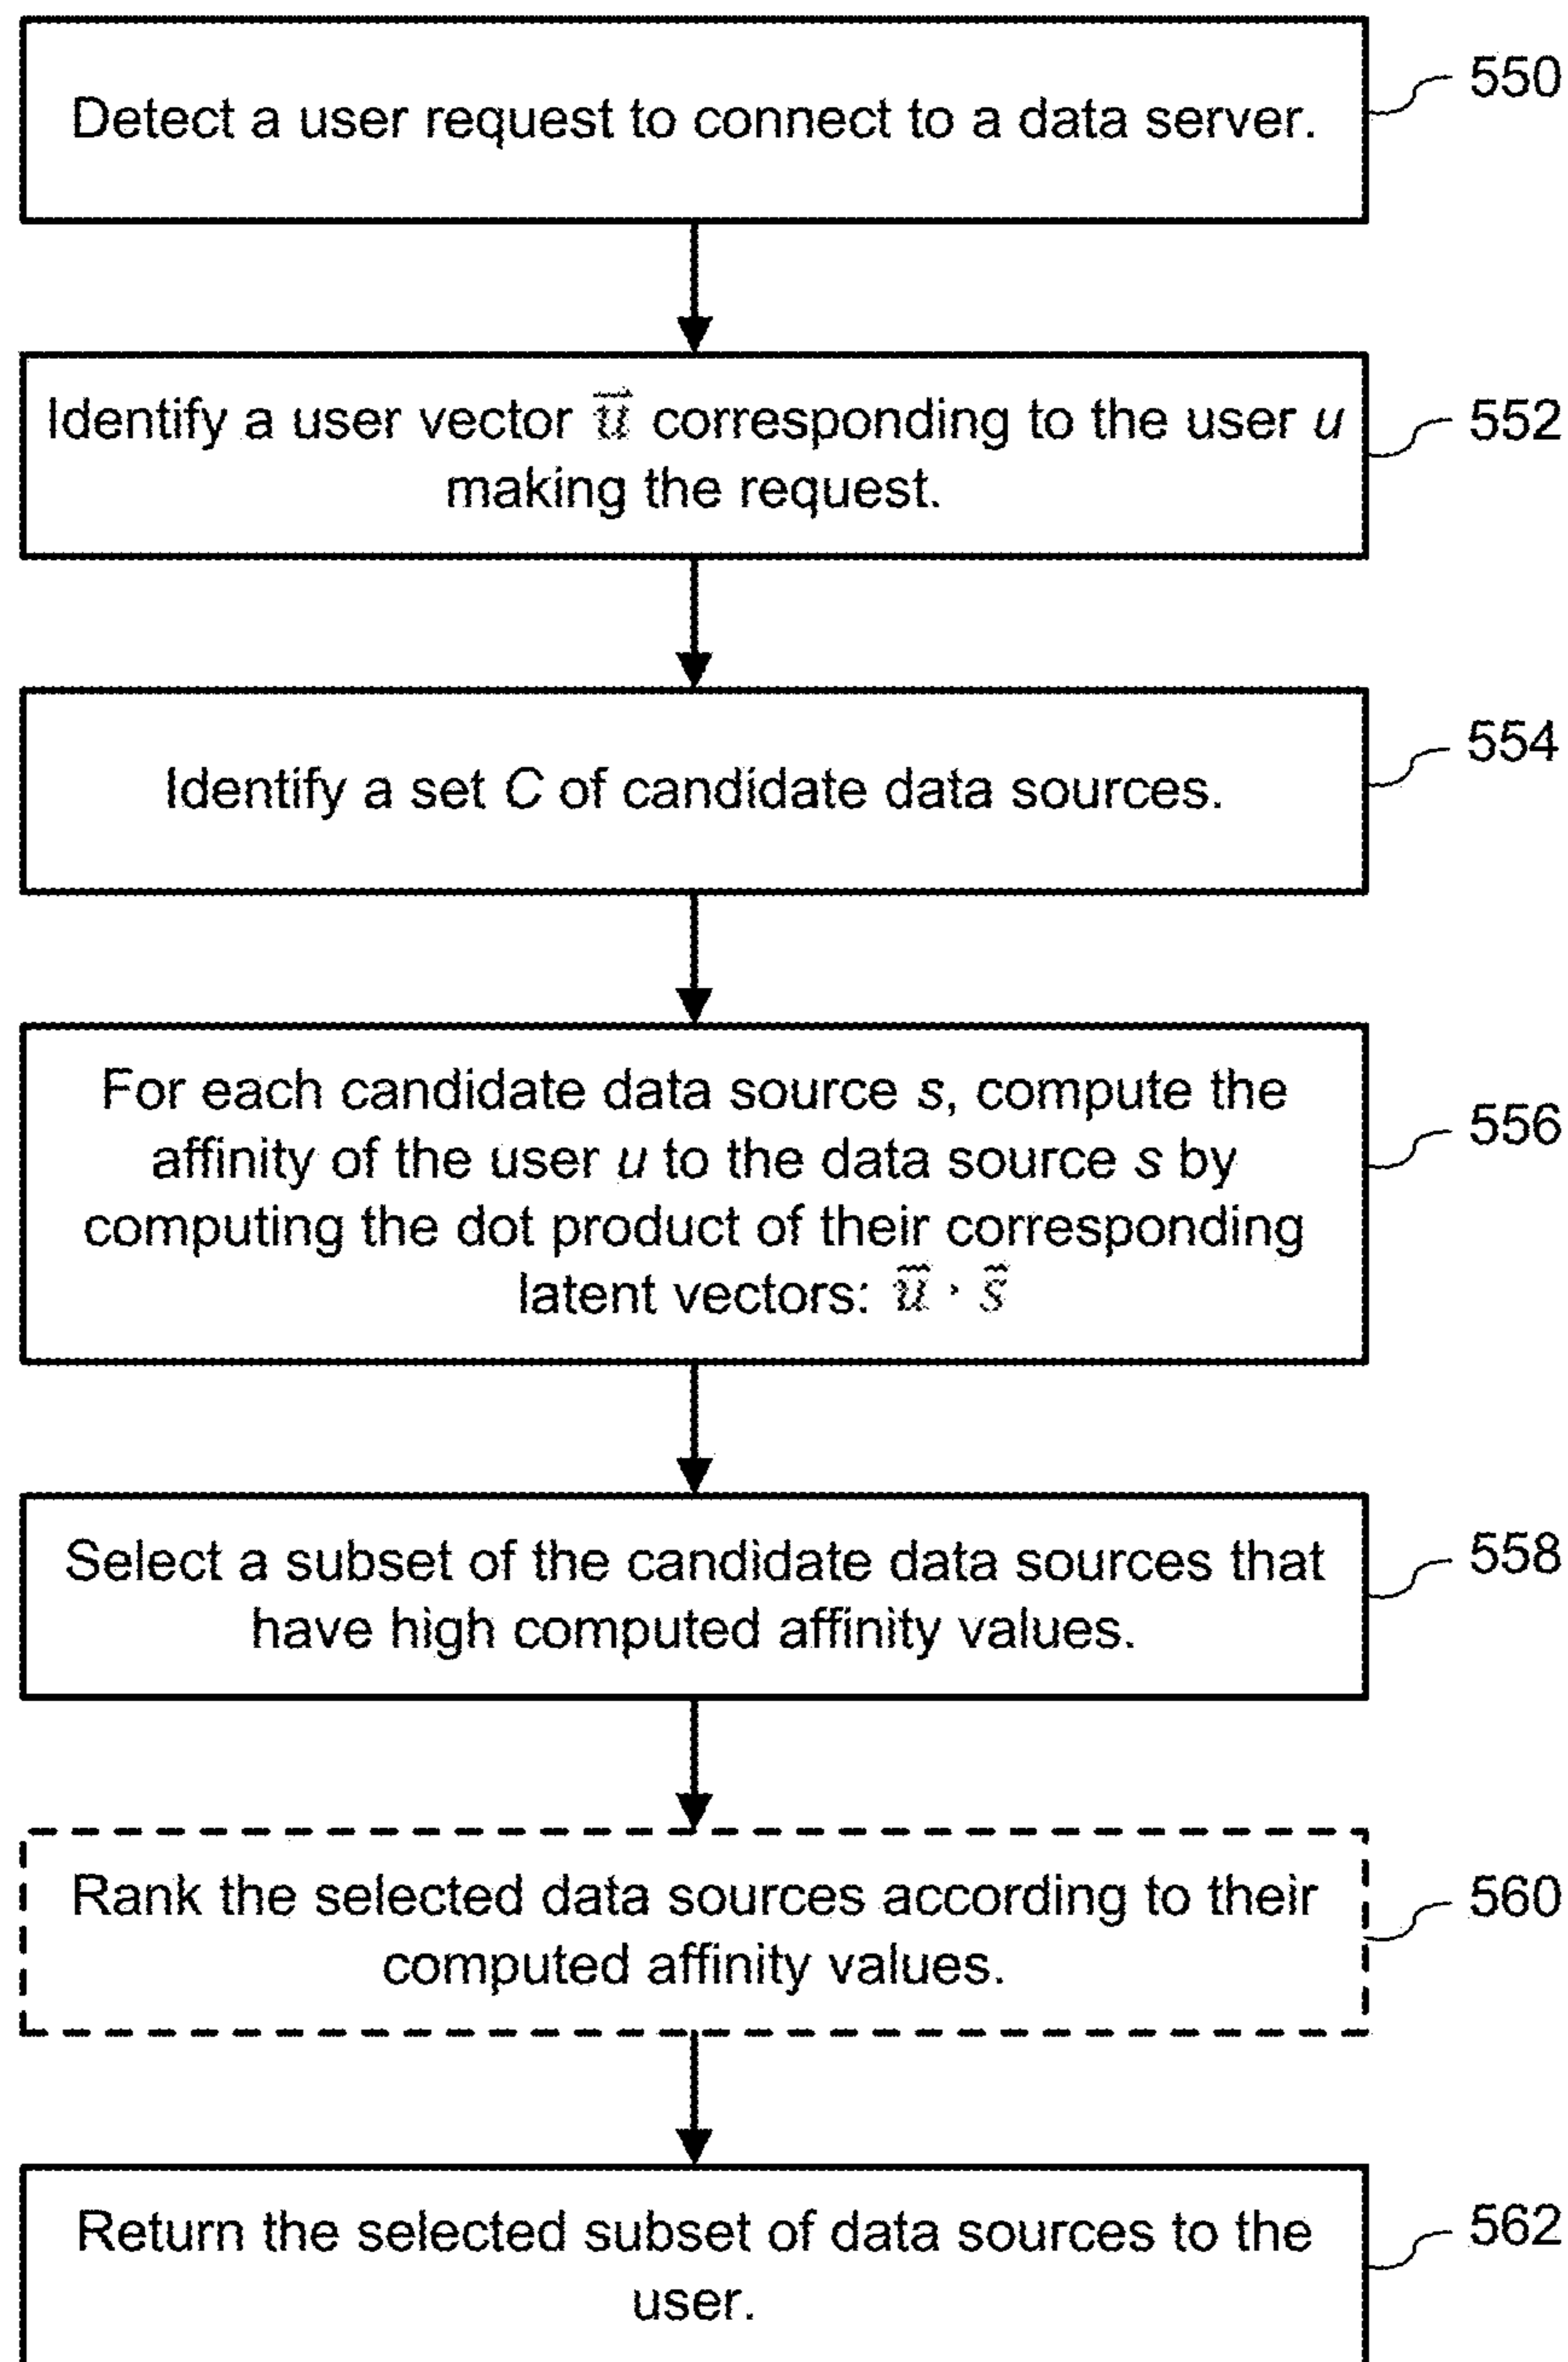 Detect a user request to connect to a data server.
550
Identify a user vector u⃗ corresponding to the user u
making the request.
552
Identify a set C of candidate data sources.
554
For each candidate data source s, compute the
affinity of the user u to the data source s by
computing the dot product of their corresponding
latent vectors: u⃗ · s⃗
556
Select a subset of the candidate data sources that
have high computed affinity values.
558
Rank the selected data sources according to their
computed affinity values.
560
Return the selected subset of data sources to the
user.
562